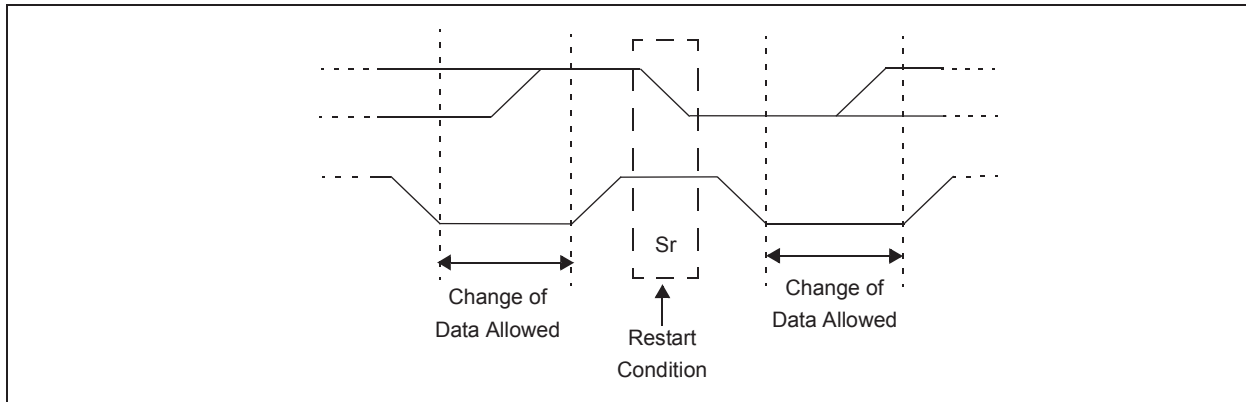 Sr
Change of
Data Allowed
Restart
Condition
Change of
Data Allowed